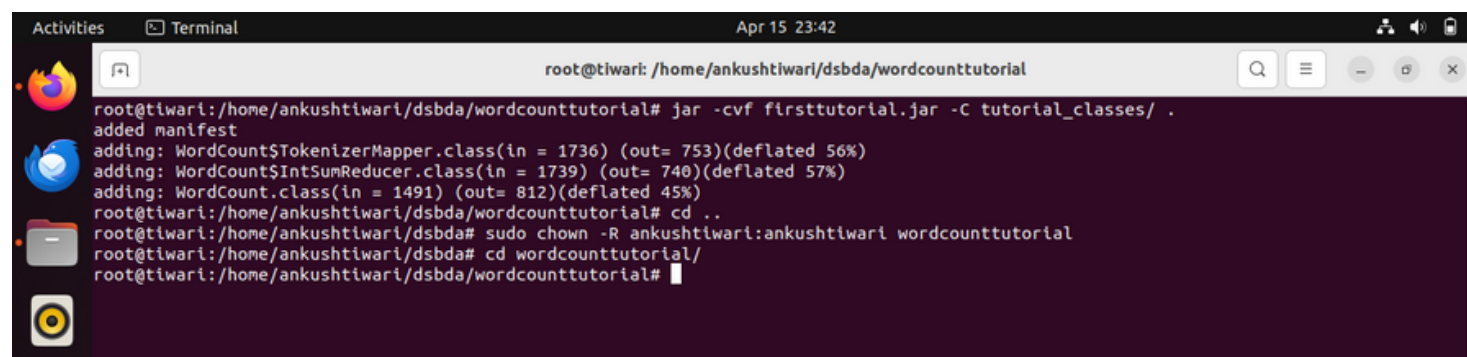 Activities Terminal Apr 15 23:42
root@tiwari: /home/ankushtiwari/dsbda/wordcounttutorial
root@tiwari:/home/ankushtiwari/dsbda/wordcounttutorial# jar -cvf firsttutorial.jar -C tutorial_classes/ .
added manifest
adding: WordCount$TokenizerMapper.class(in = 1736) (out= 753)(deflated 56%)
adding: WordCount$IntSumReducer.class(in = 1739) (out= 740)(deflated 57%)
adding: WordCount.class(in = 1491) (out= 812)(deflated 45%)
root@tiwari:/home/ankushtiwari/dsbda/wordcounttutorial# cd ..
root@tiwari:/home/ankushtiwari/dsbda# sudo chown -R ankushtiwari:ankushtiwari wordcounttutorial
root@tiwari:/home/ankushtiwari/dsbda# cd wordcounttutorial/
root@tiwari:/home/ankushtiwari/dsbda/wordcounttutorial#